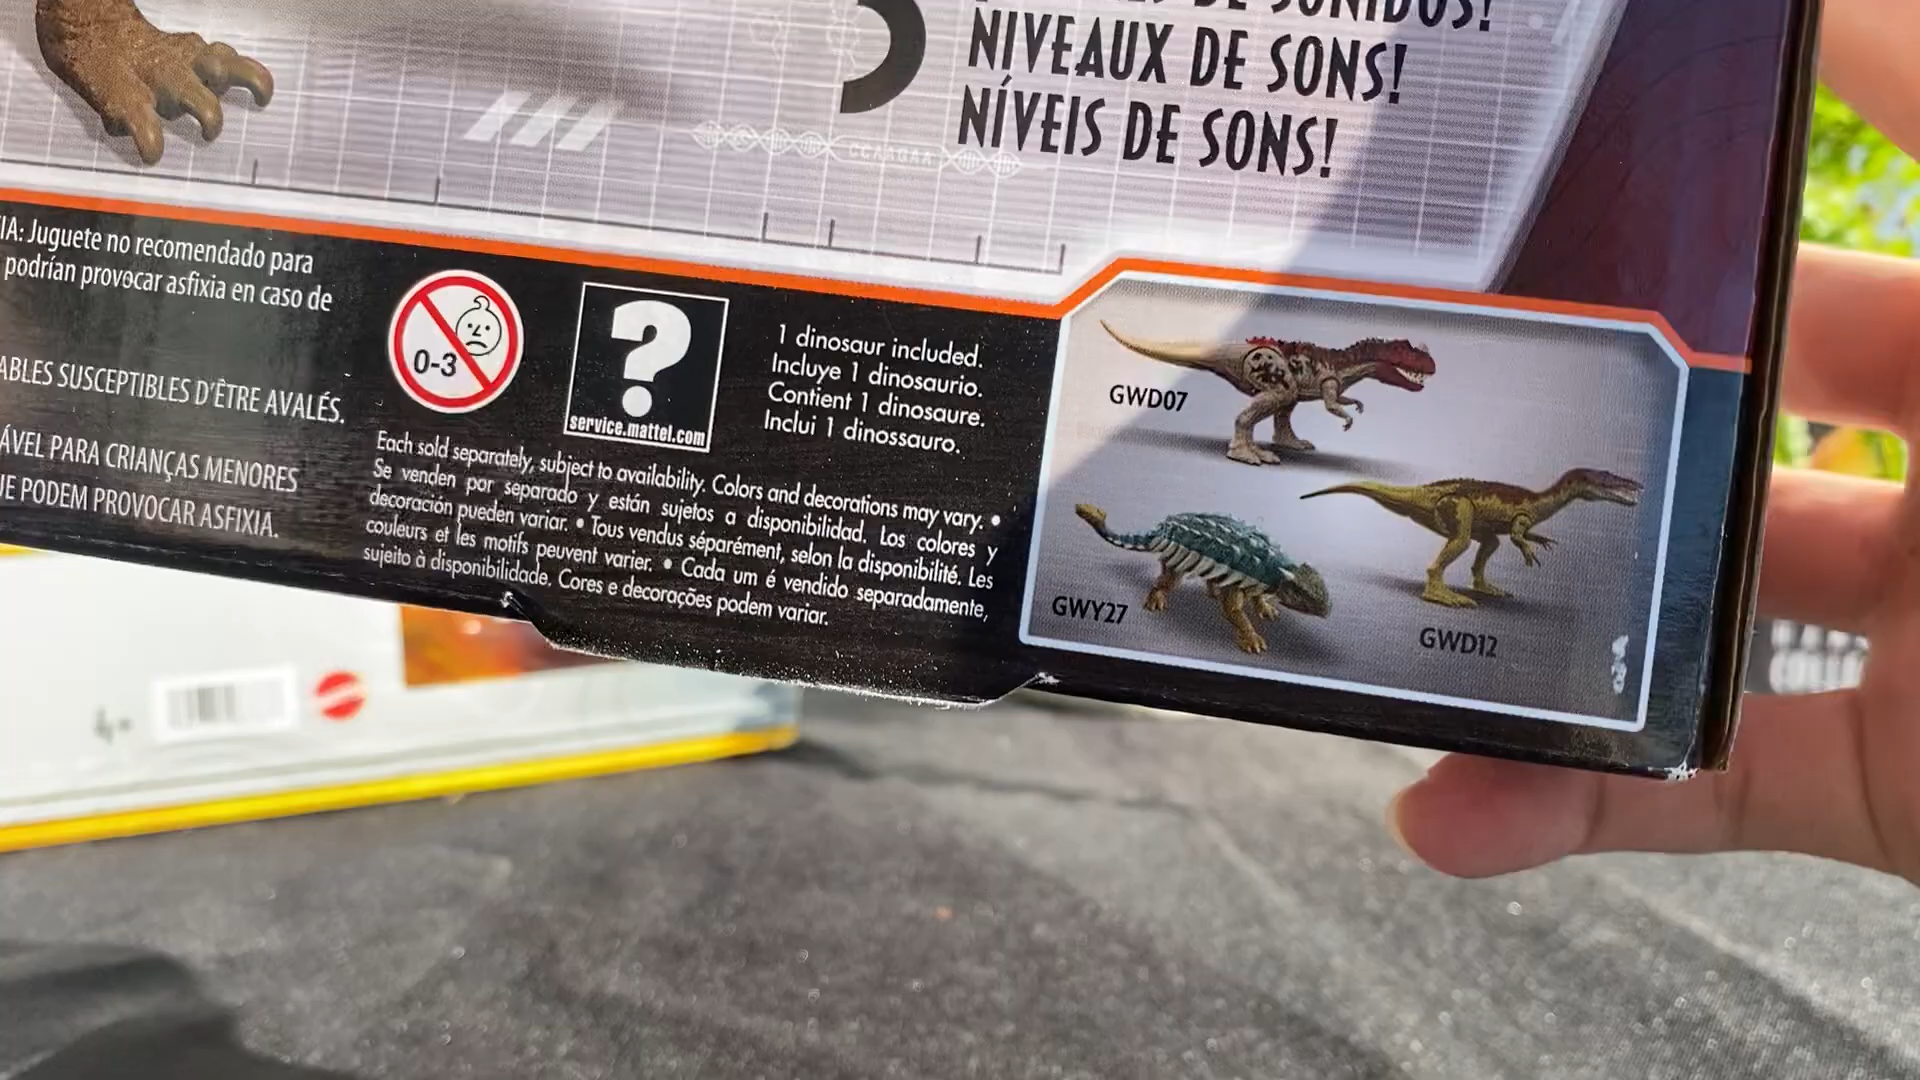 DE SONIDOS!
NIVEAUX DE SONS!
NÍVEIS DE SONS!
CCAAGAA
Juguete no recomendado para
podrían provocar asfixia en caso de
SUSCEPTIBLES D'ÊTRE AVALÉS.
PARA CRIANÇAS MENORES
PODEM PROVOCAR ASFIXIA.
0-3
?
service.mattel.com
1 dinosaur included.
Incluye 1 dinosaurio.
Contient 1 dinosaure.
Inclui 1 dinossauro.
Each sold separately, subject to availability. Colors and decorations may vary. •
Se venden por separado y están sujetos a disponibilidad. Los colores y
decoración pueden variar. • Tous vendus séparément, selon la disponibilité. Les
couleurs et les motifs peuvent varier. • Cada um é vendido separadamente,
sujeito à disponibilidade. Cores e decorações podem variar.
GWD07
GWY27
GWD12